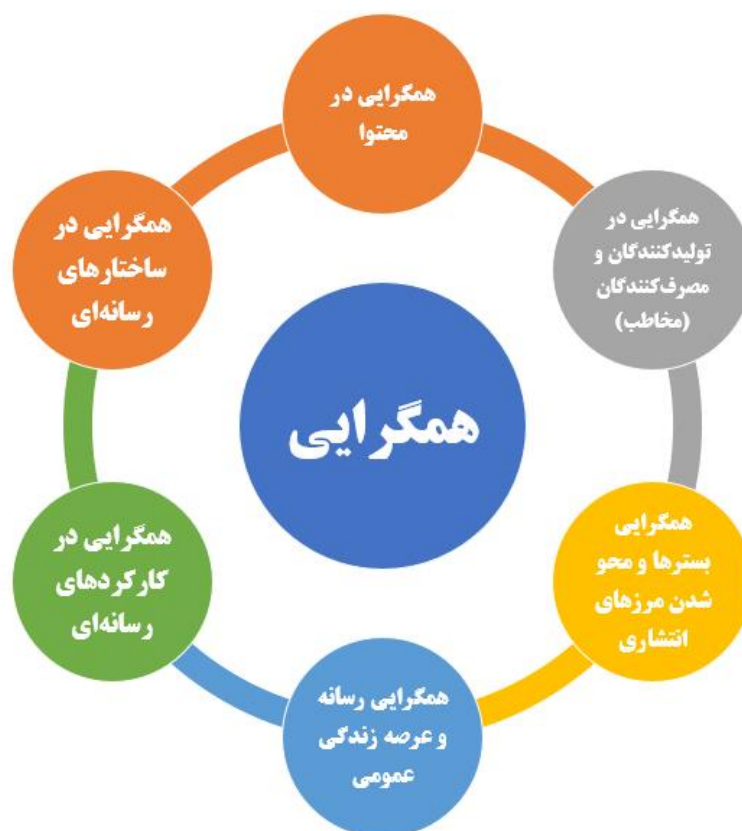 همگرایی در
محتوا
همگرایی در
تولیدکنندگان و
مصرف‌کنندگان
(مخاطب)
همگرایی در
ساختارهای
رسانه‌ای
همگرایی
همگرایی
بسترها و محو
شدن مرزهای
انتشاری
همگرایی در
کارکردهای
رسانه‌ای
همگرایی رسانه
و عرصه زندگی
عمومی